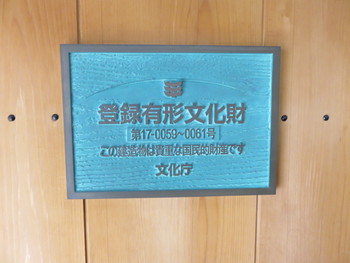 登録有形文化財
第17-0059~0061号
この建造物は貴重な国民的財産です
文化庁